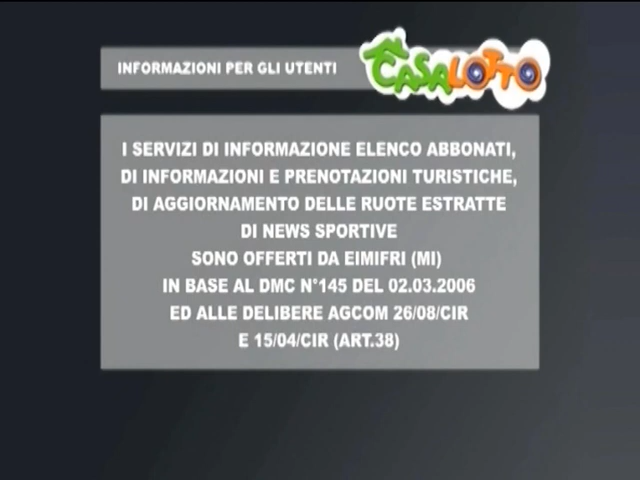 INFORMAZIONI PER GLI UTENTI
CASALOTTO
I SERVIZI DI INFORMAZIONE ELENCO ABBONATI,
DI INFORMAZIONI E PRENOTAZIONI TURISTICHE,
DI AGGIORNAMENTO DELLE RUOTE ESTRATTE
DI NEWS SPORTIVE
SONO OFFERTI DA EIMIFRI (MI)
IN BASE AL DMC N°145 DEL 02.03.2006
ED ALLE DELIBERE AGCOM 26/08/CIR
E 15/04/CIR (ART.38)